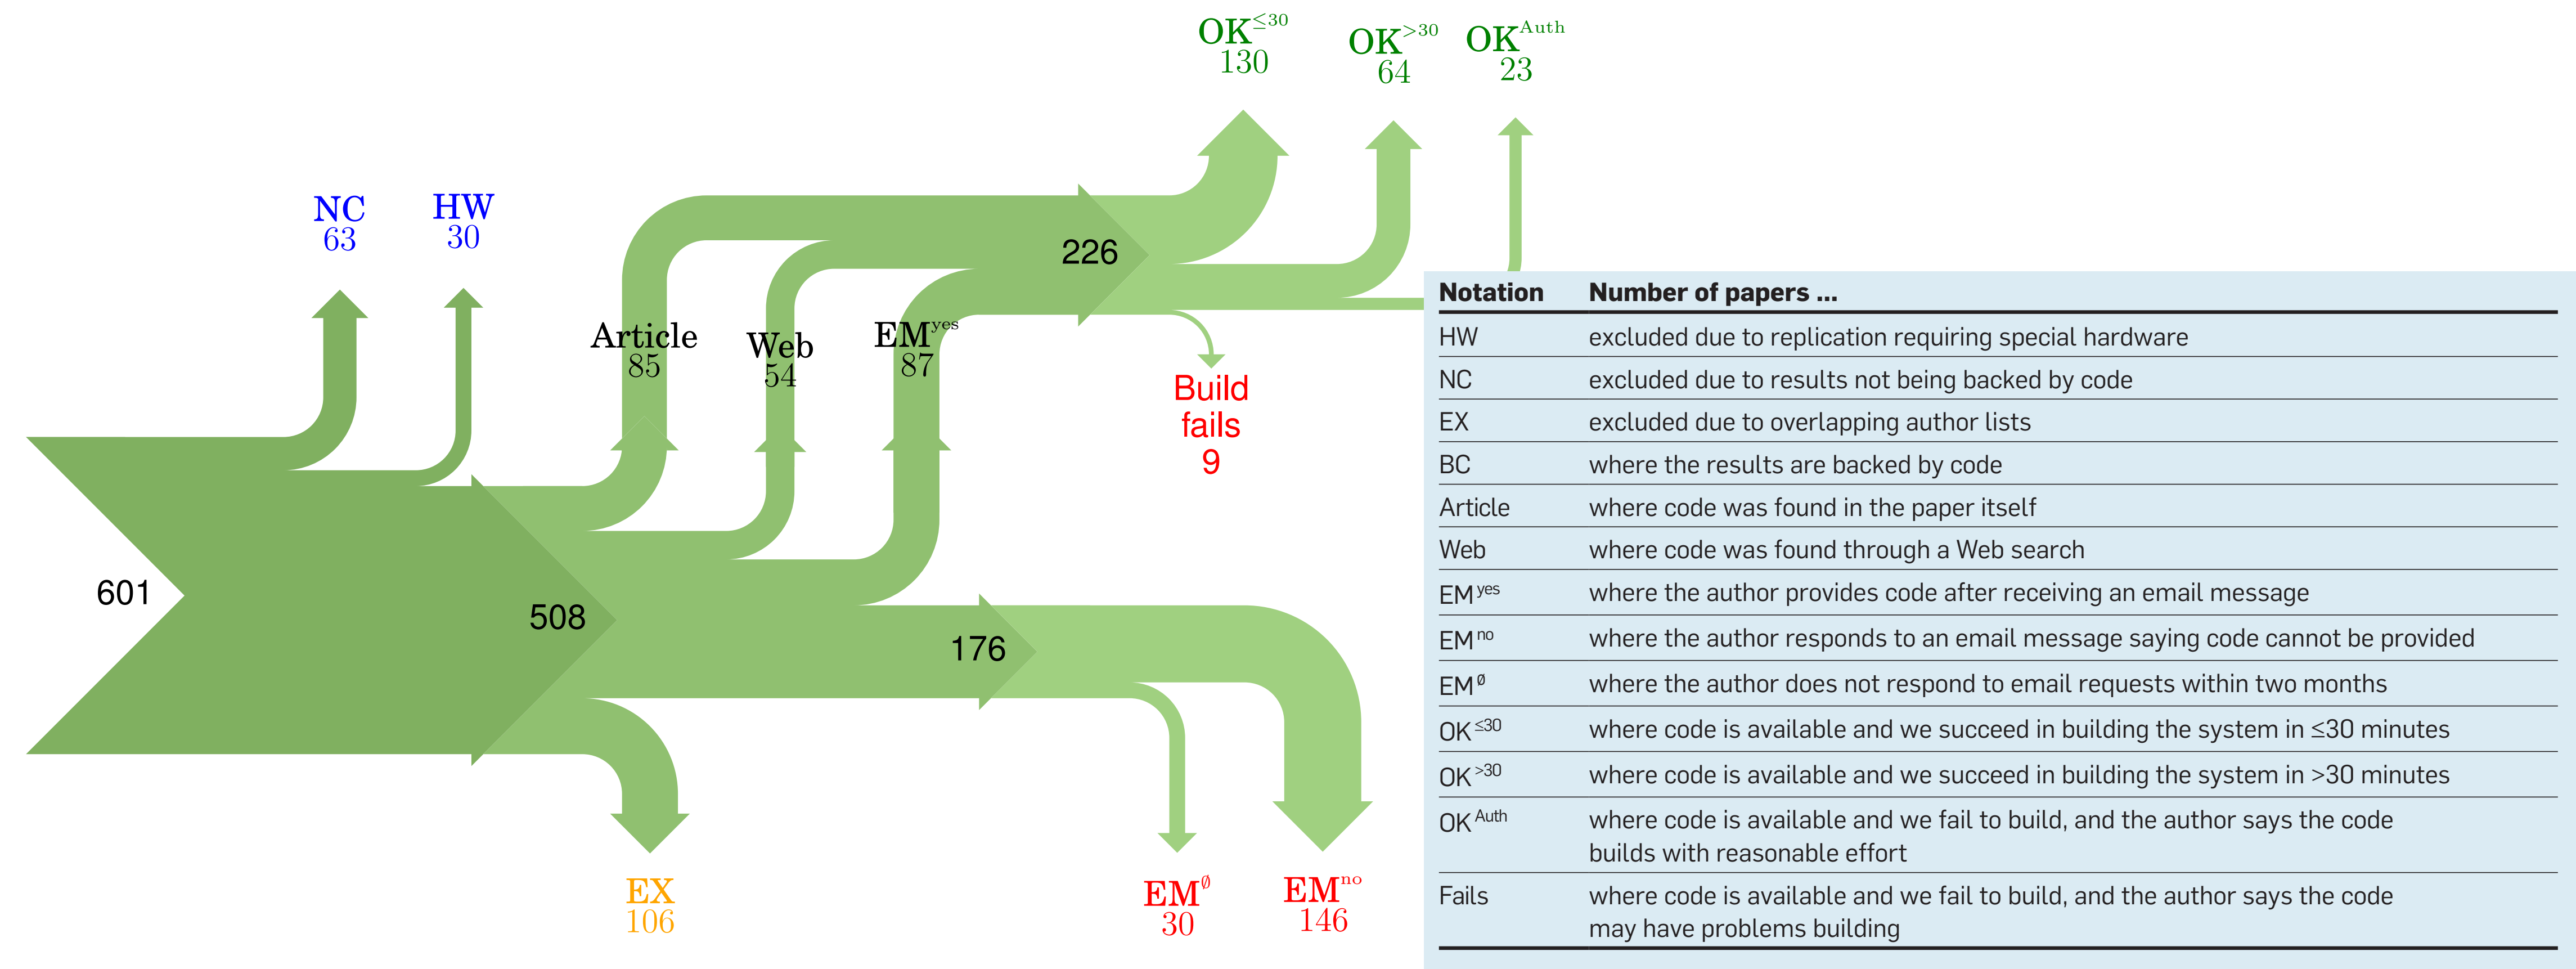 OK≤30
130
OK>30
64
OKAuth
23
NC
63
HW
30
226
Article
85
Web
54
EMyes
87
Build
fails
9
601
508
176
EX
106
EM∅
30
EMno
146
Notation Number of papers ...
HW excluded due to replication requiring special hardware
NC excluded due to results not being backed by code
EX excluded due to overlapping author lists
BC where the results are backed by code
Article where code was found in the paper itself
Web where code was found through a Web search
EMyes where the author provides code after receiving an email message
EMno where the author responds to an email message saying code cannot be provided
EMø where the author does not respond to email requests within two months
OK≤30 where code is available and we succeed in building the system in ≤30 minutes
OK>30 where code is available and we succeed in building the system in >30 minutes
OKAuth where code is available and we fail to build, and the author says the code
builds with reasonable effort
Fails where code is available and we fail to build, and the author says the code
may have problems building